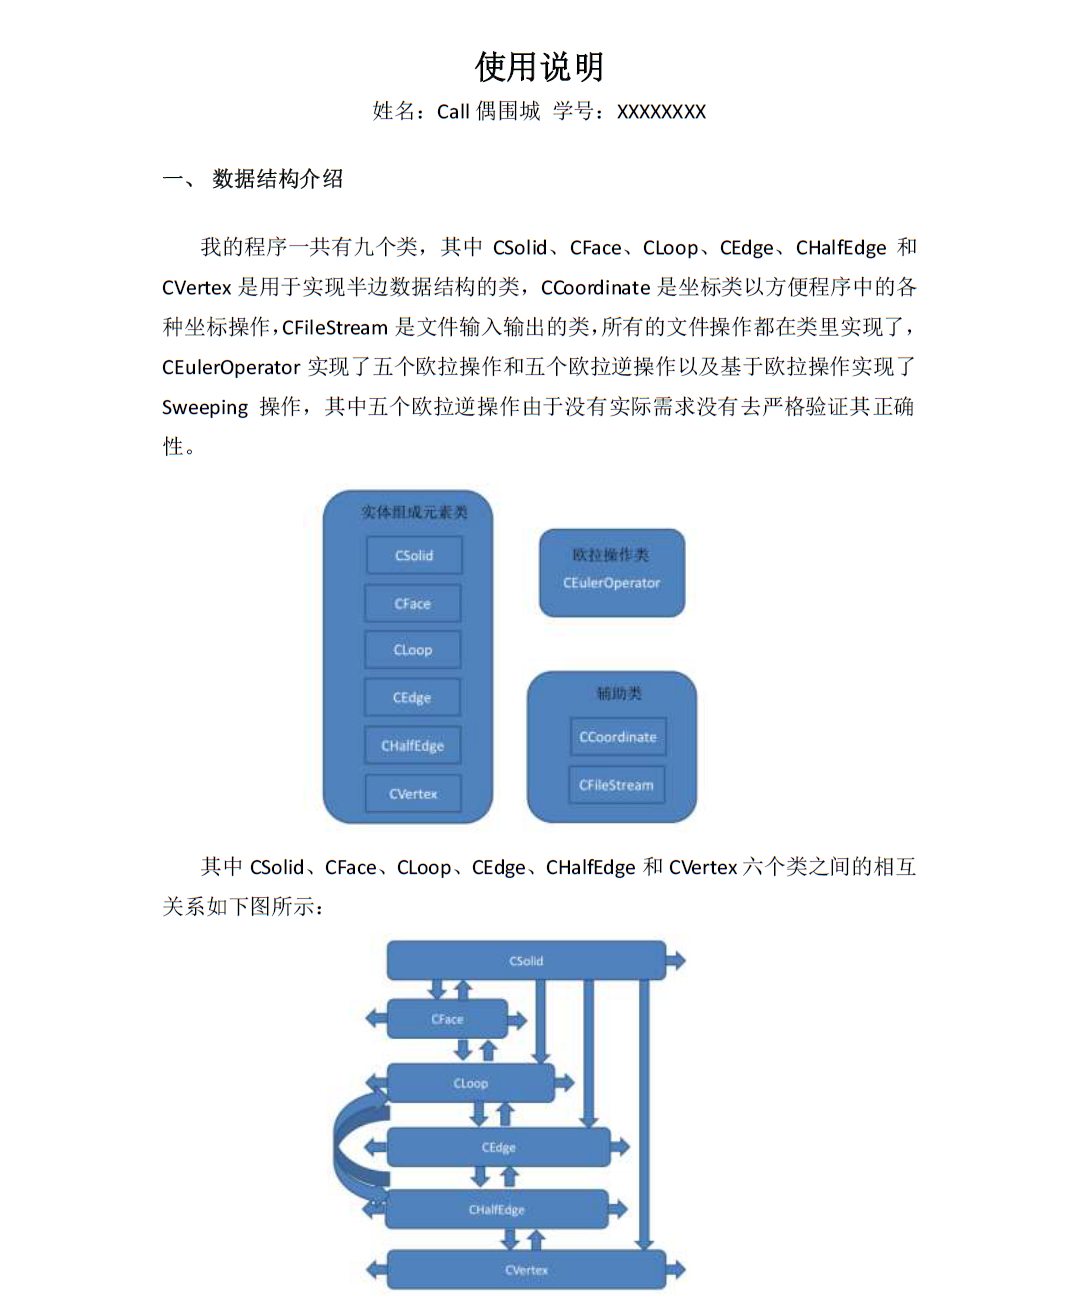 使用说明
姓名：Call 偶围城 学号：XXXXXXXX
一、 数据结构介绍
我的程序一共有九个类，其中 CSolid、CFace、CLoop、CEdge、CHalfEdge 和
CVertex 是用于实现半边数据结构的类，CCoordinate 是坐标类以方便程序中的各
种坐标操作，CFileStream 是文件输入输出的类，所有的文件操作都在类里实现了，
CEulerOperator 实现了五个欧拉操作和五个欧拉逆操作以及基于欧拉操作实现了
Sweeping 操作，其中五个欧拉逆操作由于没有实际需求没有去严格验证其正确
性。
实体组成元素类
CSolid
CFace
CLoop
CEdge
CHalfEdge
CVertex
欧拉操作类
CEulerOperator
辅助类
CCoordinate
CFileStream
其中 CSolid、CFace、CLoop、CEdge、CHalfEdge 和 CVertex 六个类之间的相互
关系如下图所示：
CSolid
CFace
CLoop
CEdge
CHalfEdge
CVertex